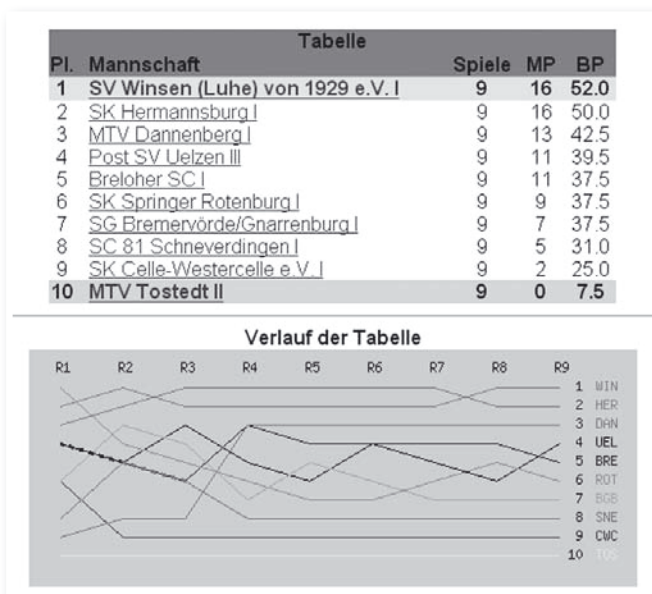 Tabelle
Pl. Mannschaft Spiele MP BP
1 SV Winsen (Luhe) von 1929 e.V. I 9 16 52.0
2 SK Hermannsburg I 9 16 50.0
3 MTV Dannenberg I 9 13 42.5
4 Post SV Uelzen III 9 11 39.5
5 Breloher SC I 9 11 37.5
6 SK Springer Rotenburg I 9 9 37.5
7 SG Bremervörde/Gnarrenburg I 9 7 37.5
8 SC 81 Schneverdingen I 9 5 31.0
9 SK Celle-Westercelle e.V. I 9 2 25.0
10 MTV Tostedt II 9 0 7.5
Verlauf der Tabelle
R1 R2 R3 R4 R5 R6 R7 R8 R9
1 WIN
2 HER
3 DAN
4 UEL
5 BRE
6 ROT
7 BGB
8 SNE
9 CWC
10 TOS